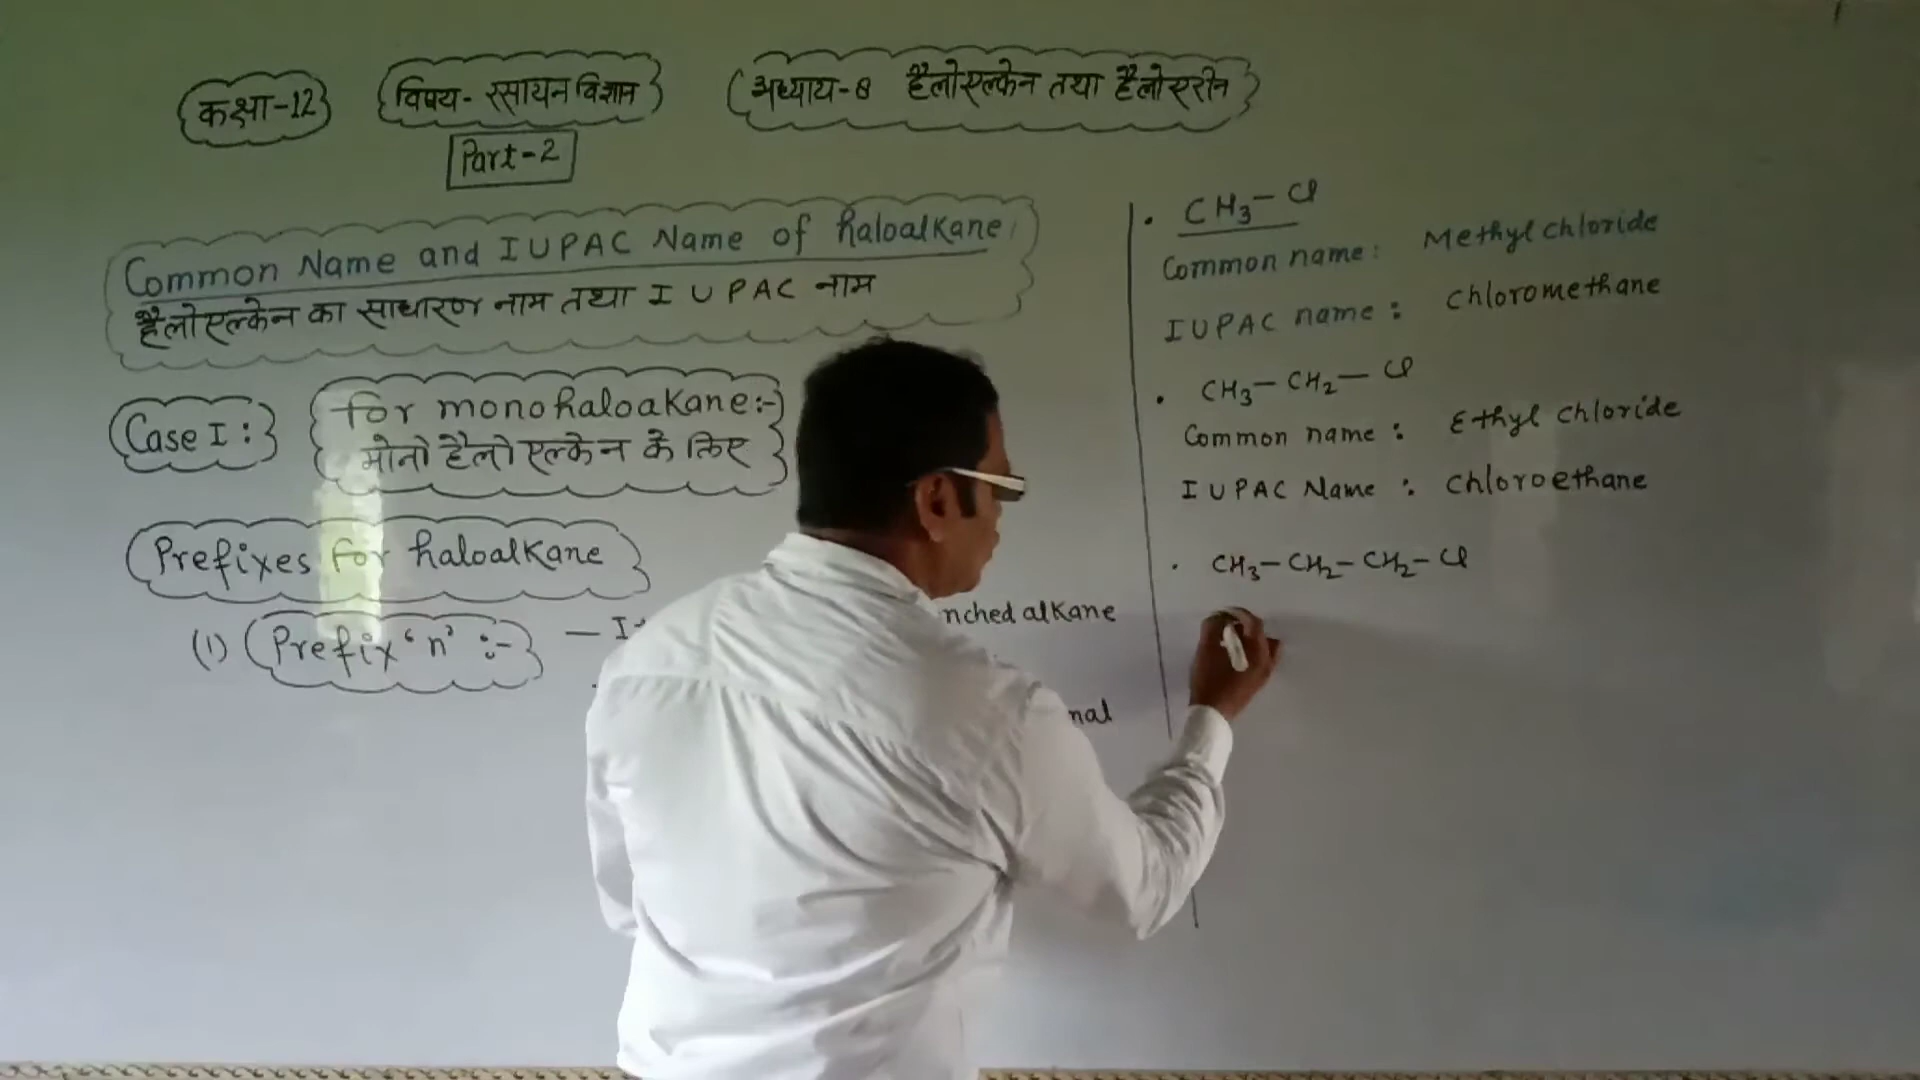 कक्षा-12
विषय- रसायन विज्ञान
अध्याय-8 हैलोएल्केन तथा हैलोएरीन
Part-2
Common Name and IUPAC Name of haloalkane
हैलोएल्केन का साधारण नाम तथा IUPAC नाम
Case I :
for monohaloakane:-
मोनो हैलो एल्केन के लिए
Prefixes for haloalkane
(1) Prefix 'n' :-
nched alkane
nal
. CH3-Cl
Common name: Methyl chloride
IUPAC name: chloromethane
. CH3-CH2-Cl
Common name: Ethyl chloride
IUPAC Name: chloroethane
. CH3-CH2-CH2-Cl